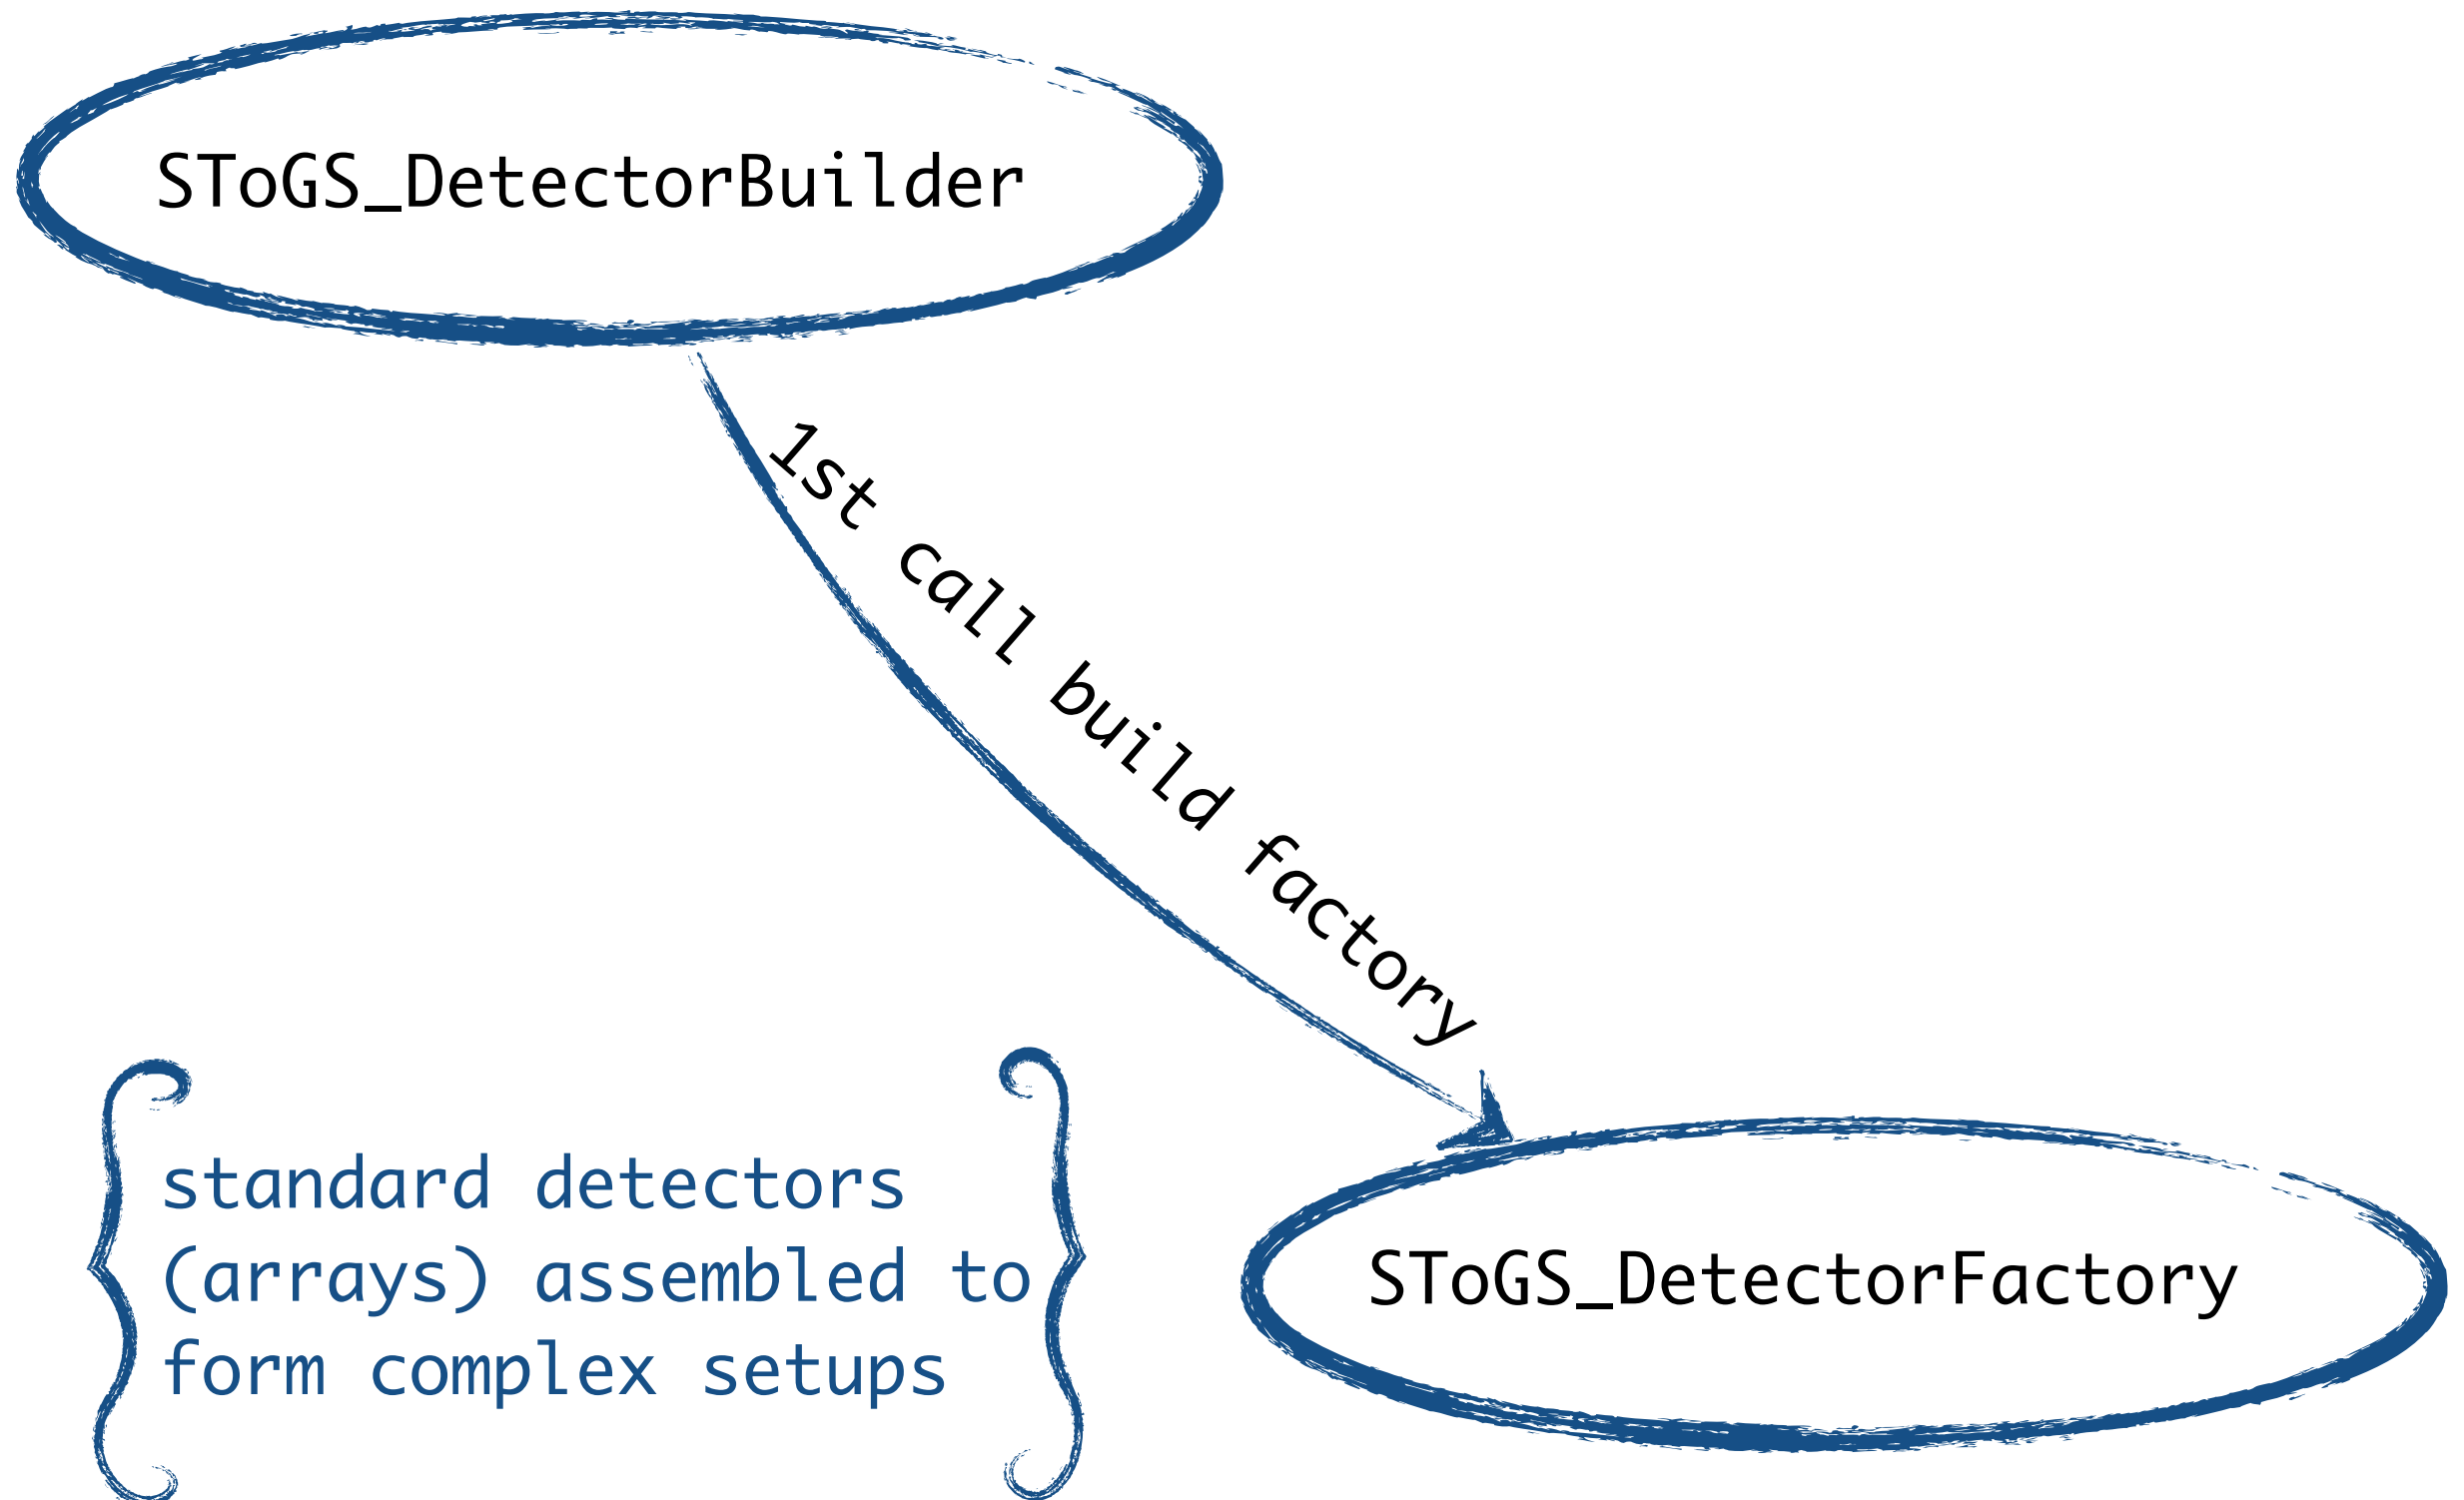 SToGS_DetectorBuilder
1st call build factory
standard detectors
(arrays) assembled to
form complex setups
SToGS_DetectorFactory